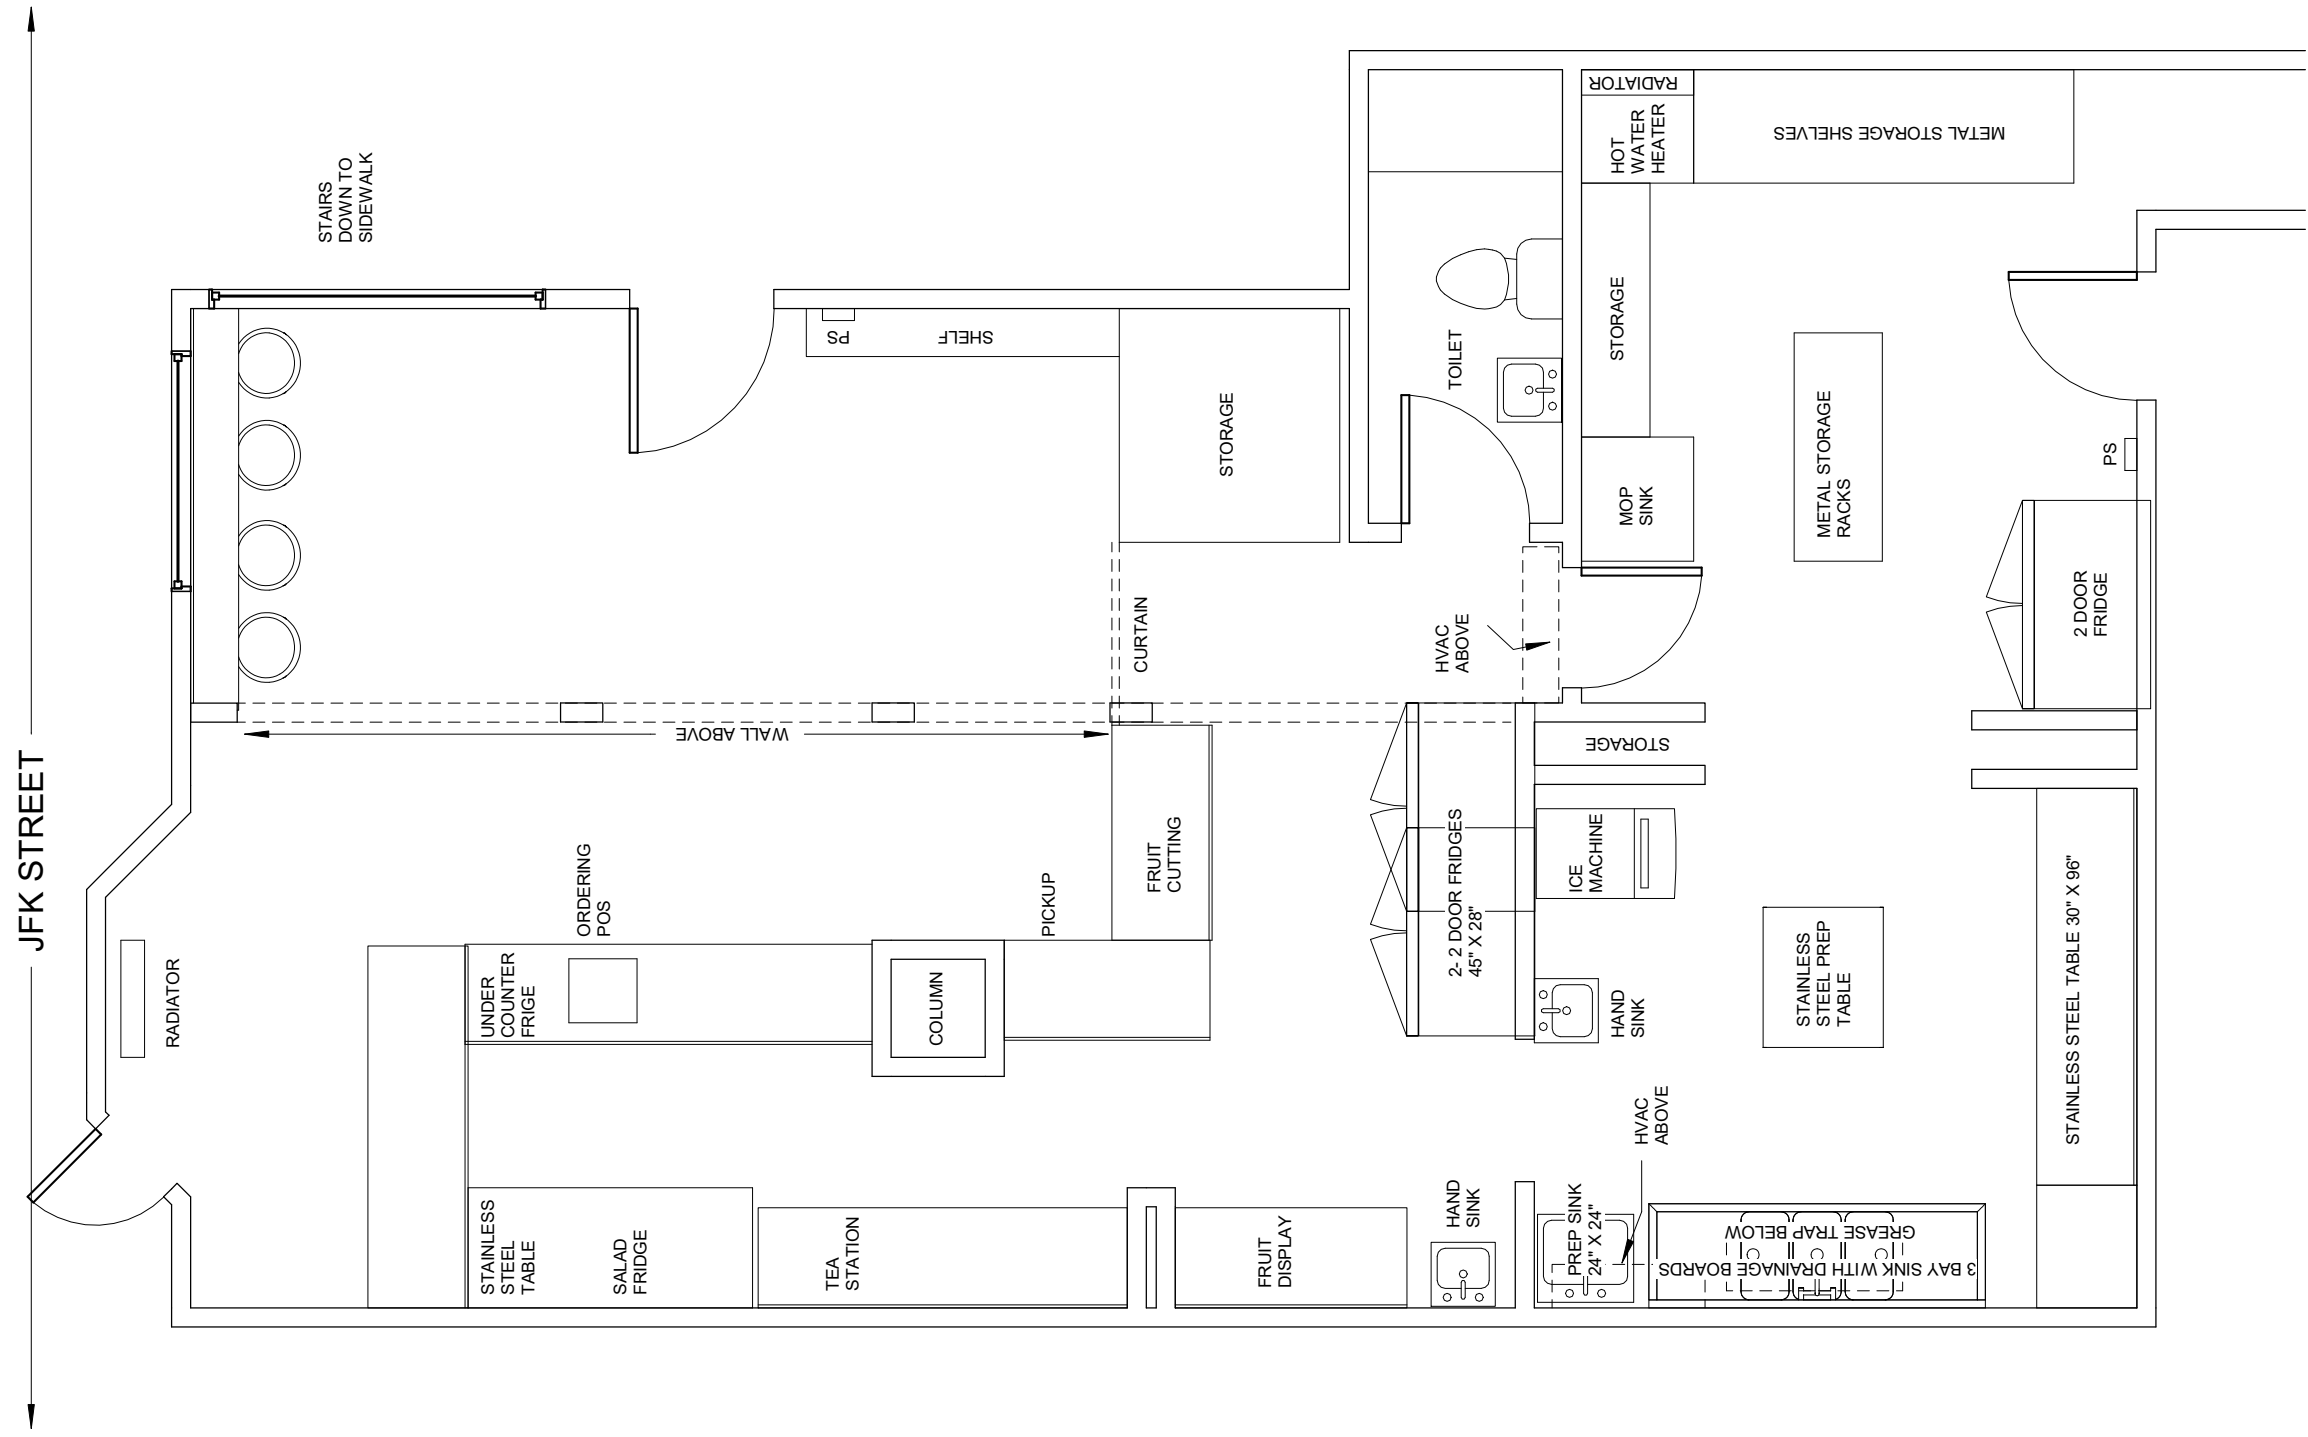 JFK STREET
STAIRS
DOWN TO
SIDEWALK
RADIATOR
HOT
WATER
HEATER
METAL STORAGE SHELVES
PS
SHELF
STORAGE
TOILET
STORAGE
MOP
SINK
METAL STORAGE
RACKS
PS
2 DOOR
FRIDGE
CURTAIN
HVAC
ABOVE
WALL ABOVE
STORAGE
ORDERING
POS
PICKUP
FRUIT
CUTTING
2- 2 DOOR FRIDGES
45" X 28"
ICE
MACHINE
RADIATOR
UNDER
COUNTER
FRIGE
COLUMN
HAND
SINK
STAINLESS
STEEL PREP
TABLE
STAINLESS STEEL TABLE 30" X 96"
HVAC
ABOVE
STAINLESS
STEEL
TABLE
SALAD
FRIDGE
TEA
STATION
FRUIT
DISPLAY
HAND
SINK
PREP SINK
24" X 24"
3 BAY SINK WITH DRAINAGE BOARDS
GREASE TRAP BELOW